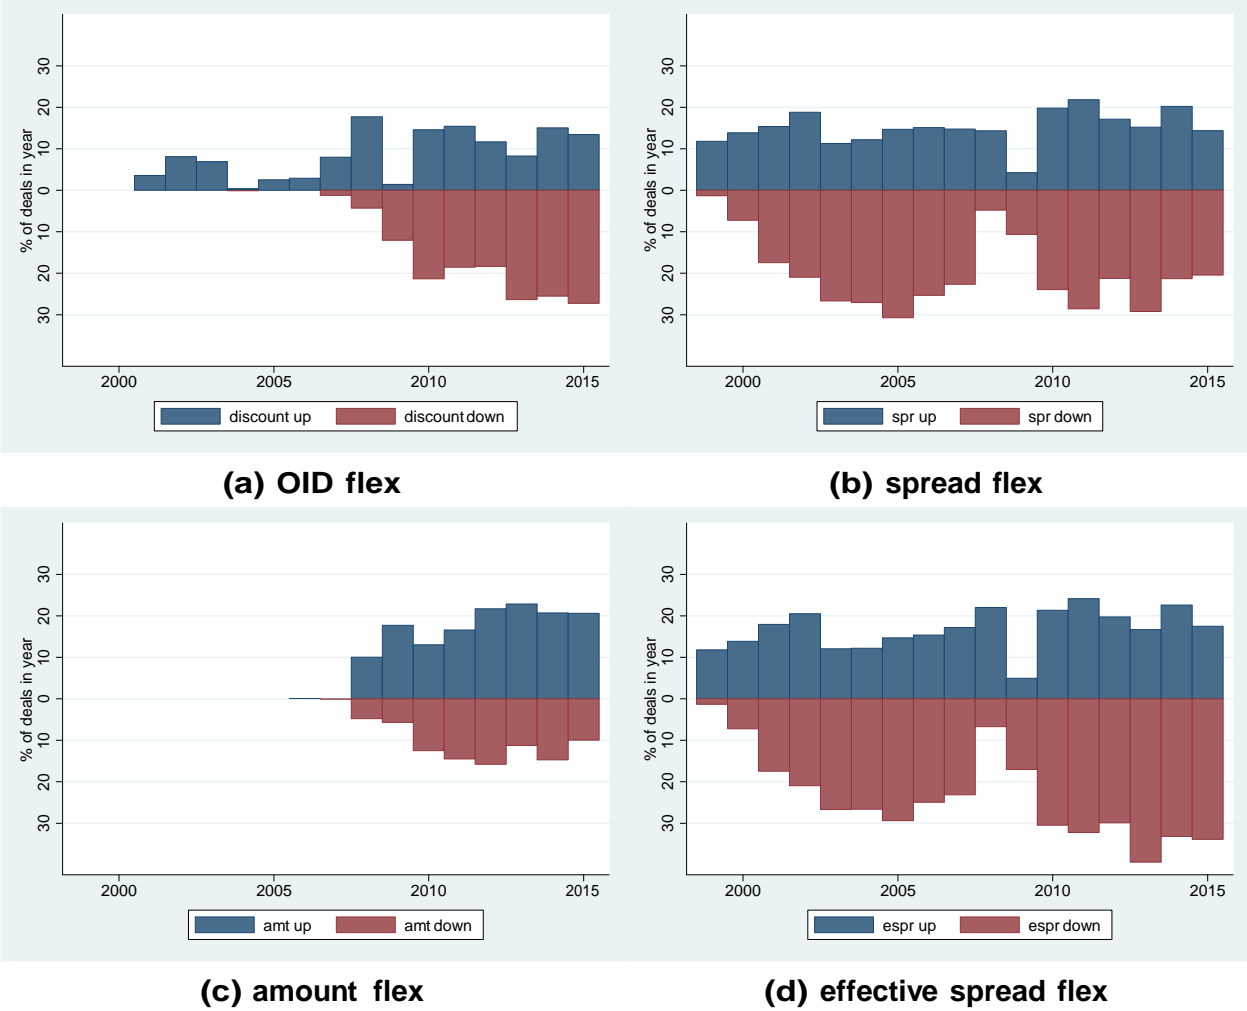 % of deals in year
30
20
10
0
10
20
30
2000 2005 2010 2015
discount up discount down
(a) OID flex
% of deals in year
30
20
10
0
10
20
30
2000 2005 2010 2015
spr up spr down
(b) spread flex
% of deals in year
30
20
10
0
10
20
30
2000 2005 2010 2015
amt up amt down
(c) amount flex
% of deals in year
30
20
10
0
10
20
30
2000 2005 2010 2015
espr up espr down
(d) effective spread flex